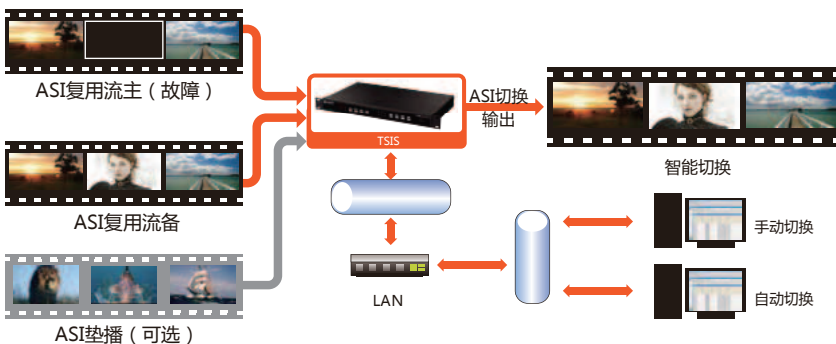 ASI复用流主（故障）
ASI复用流备
ASI垫播（可选）
TSIS
ASI切换
输出
智能切换
LAN
手动切换
自动切换